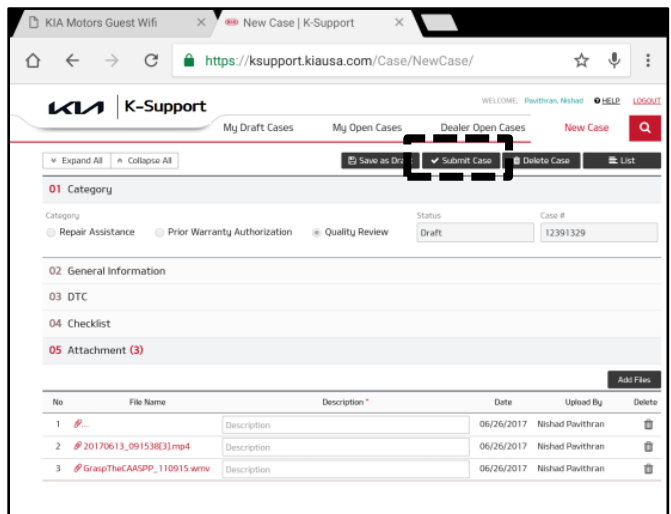 KIA Motors Guest Wifi × New Case | K-Support ×
https://ksupport.kiausa.com/Case/NewCase/
KIA K-Support
WELCOME, Pavithran, Nishad HELP LOGOUT
My Draft Cases My Open Cases Dealer Open Cases New Case
Expand All Collapse All Save as Draft Submit Case Delete Case List
01 Category
Category Status Case #
Repair Assistance Prior Warranty Authorization Quality Review Draft 12391329
02 General Information
03 DTC
04 Checklist
05 Attachment (3)
Add Files
No File Name Description * Date Upload By Delete
1 ... Description 06/26/2017 Nishad Pavithran
2 20170613_091538[3].mp4 Description 06/26/2017 Nishad Pavithran
3 GraspTheCAASPP_110915.wmv Description 06/26/2017 Nishad Pavithran